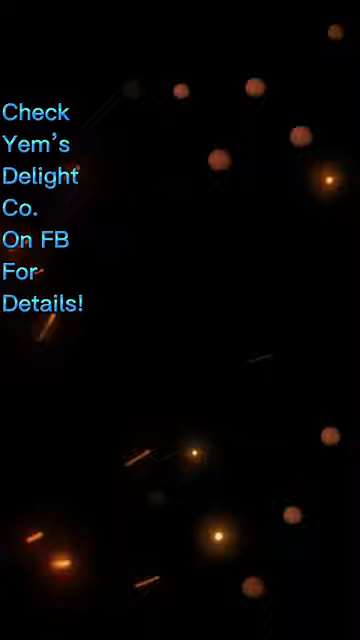 Check
Yem's
Delight
Co.
On FB
For
Details!